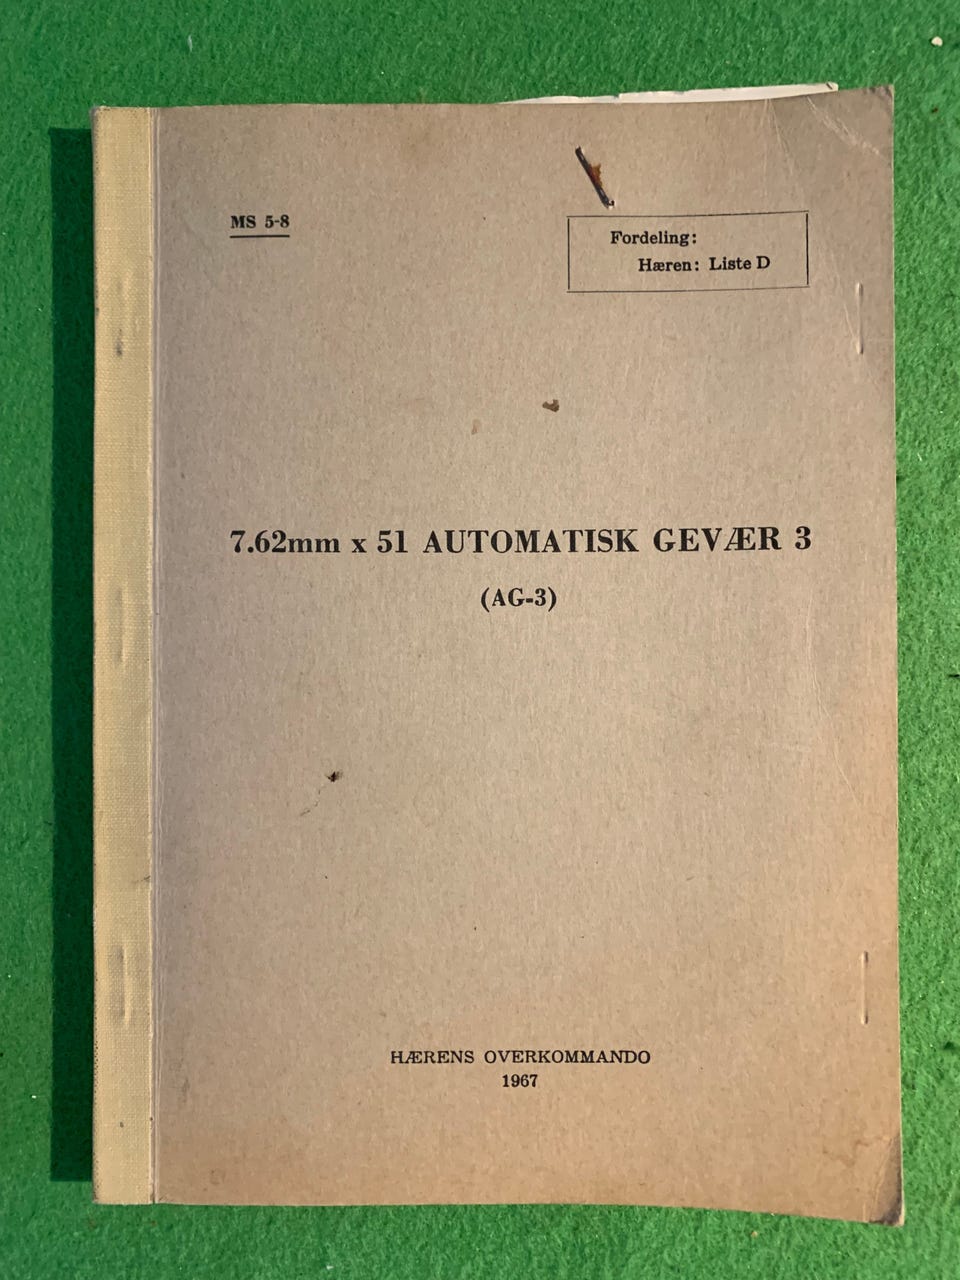 MS 5-8
Fordeling:
Hæren: Liste D
7.62mm x 51 AUTOMATISK GEVÆR 3
(AG-3)
HÆRENS OVERKOMMANDO
1967